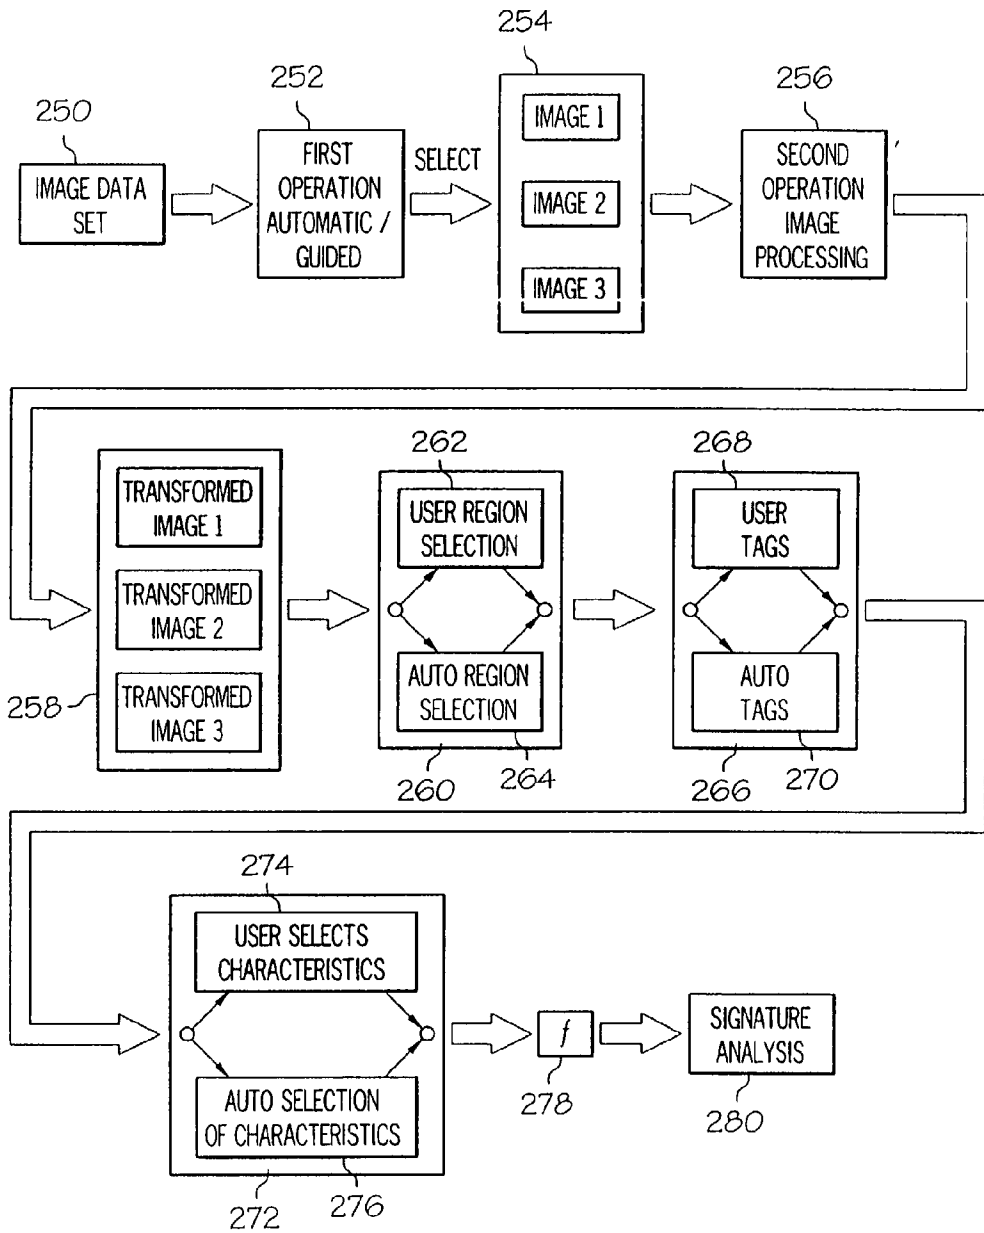 254
252
256
250
IMAGE DATA
SET
FIRST
OPERATION
AUTOMATIC /
GUIDED
SELECT
IMAGE 1
IMAGE 2
IMAGE 3
SECOND
OPERATION
IMAGE
PROCESSING
262
268
TRANSFORMED
IMAGE 1
TRANSFORMED
IMAGE 2
TRANSFORMED
IMAGE 3
258
USER REGION
SELECTION
AUTO REGION
SELECTION
260
264
USER
TAGS
AUTO
TAGS
266
270
274
USER SELECTS
CHARACTERISTICS
AUTO SELECTION
OF CHARACTERISTICS
272
276
f
278
SIGNATURE
ANALYSIS
280